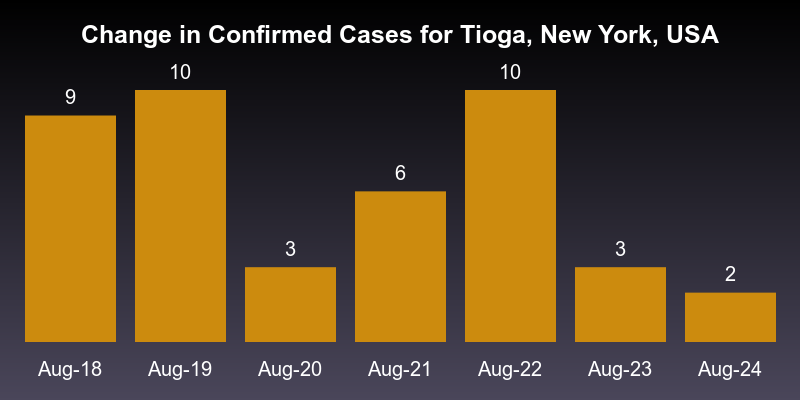 Change in Confirmed Cases for Tioga, New York, USA
9
10
3
6
10
3
2
Aug-18
Aug-19
Aug-20
Aug-21
Aug-22
Aug-23
Aug-24